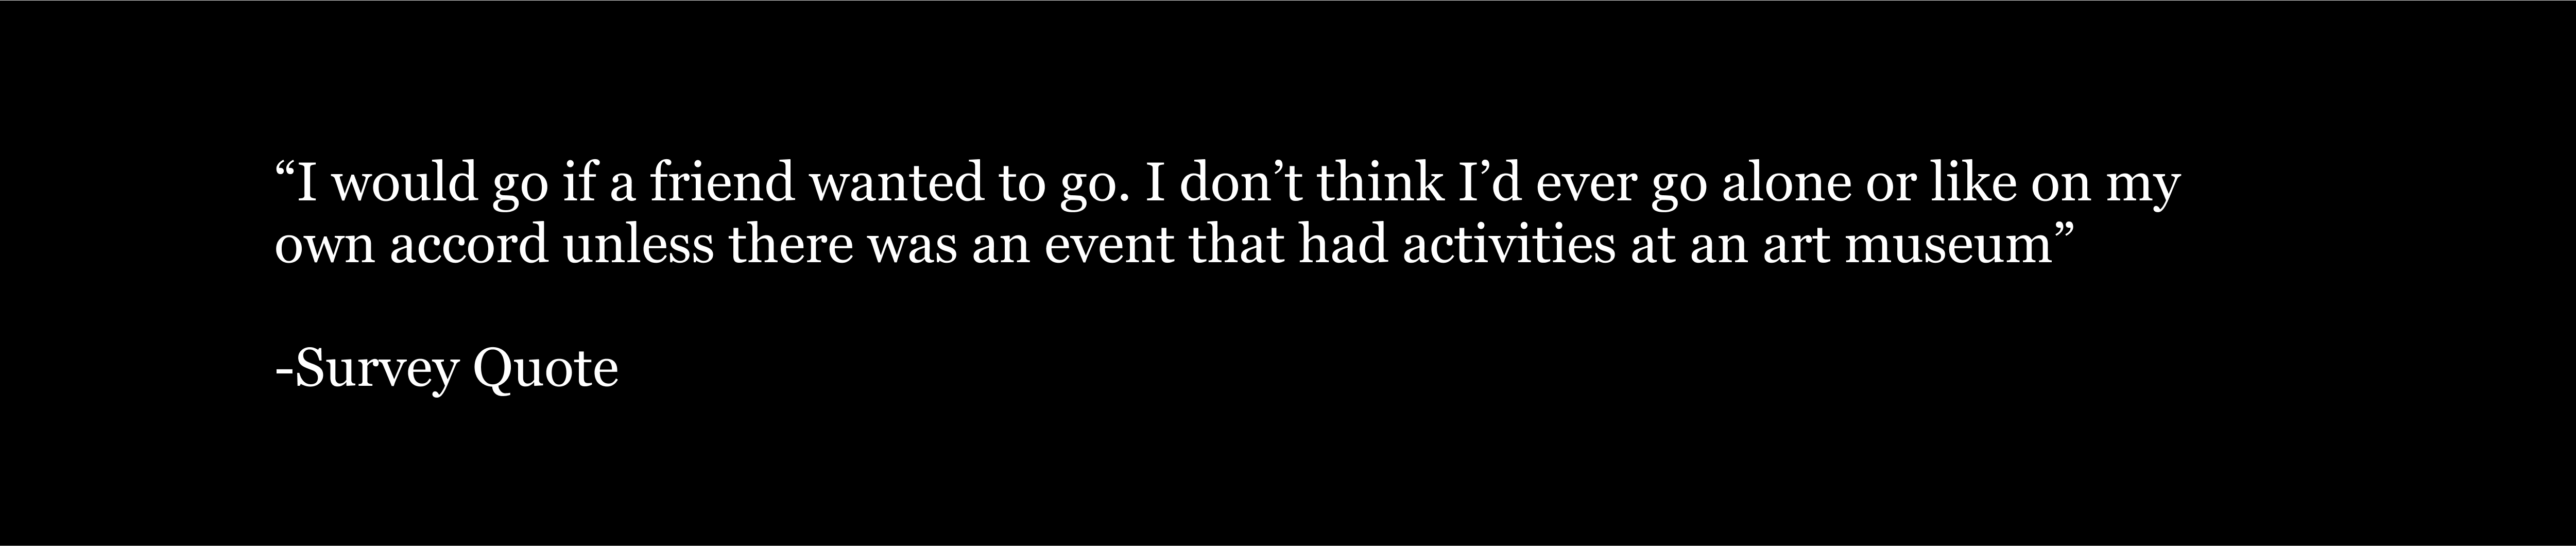 “I would go if a friend wanted to go. I don’t think I’d ever go alone or like on my
own accord unless there was an event that had activities at an art museum”
-Survey Quote